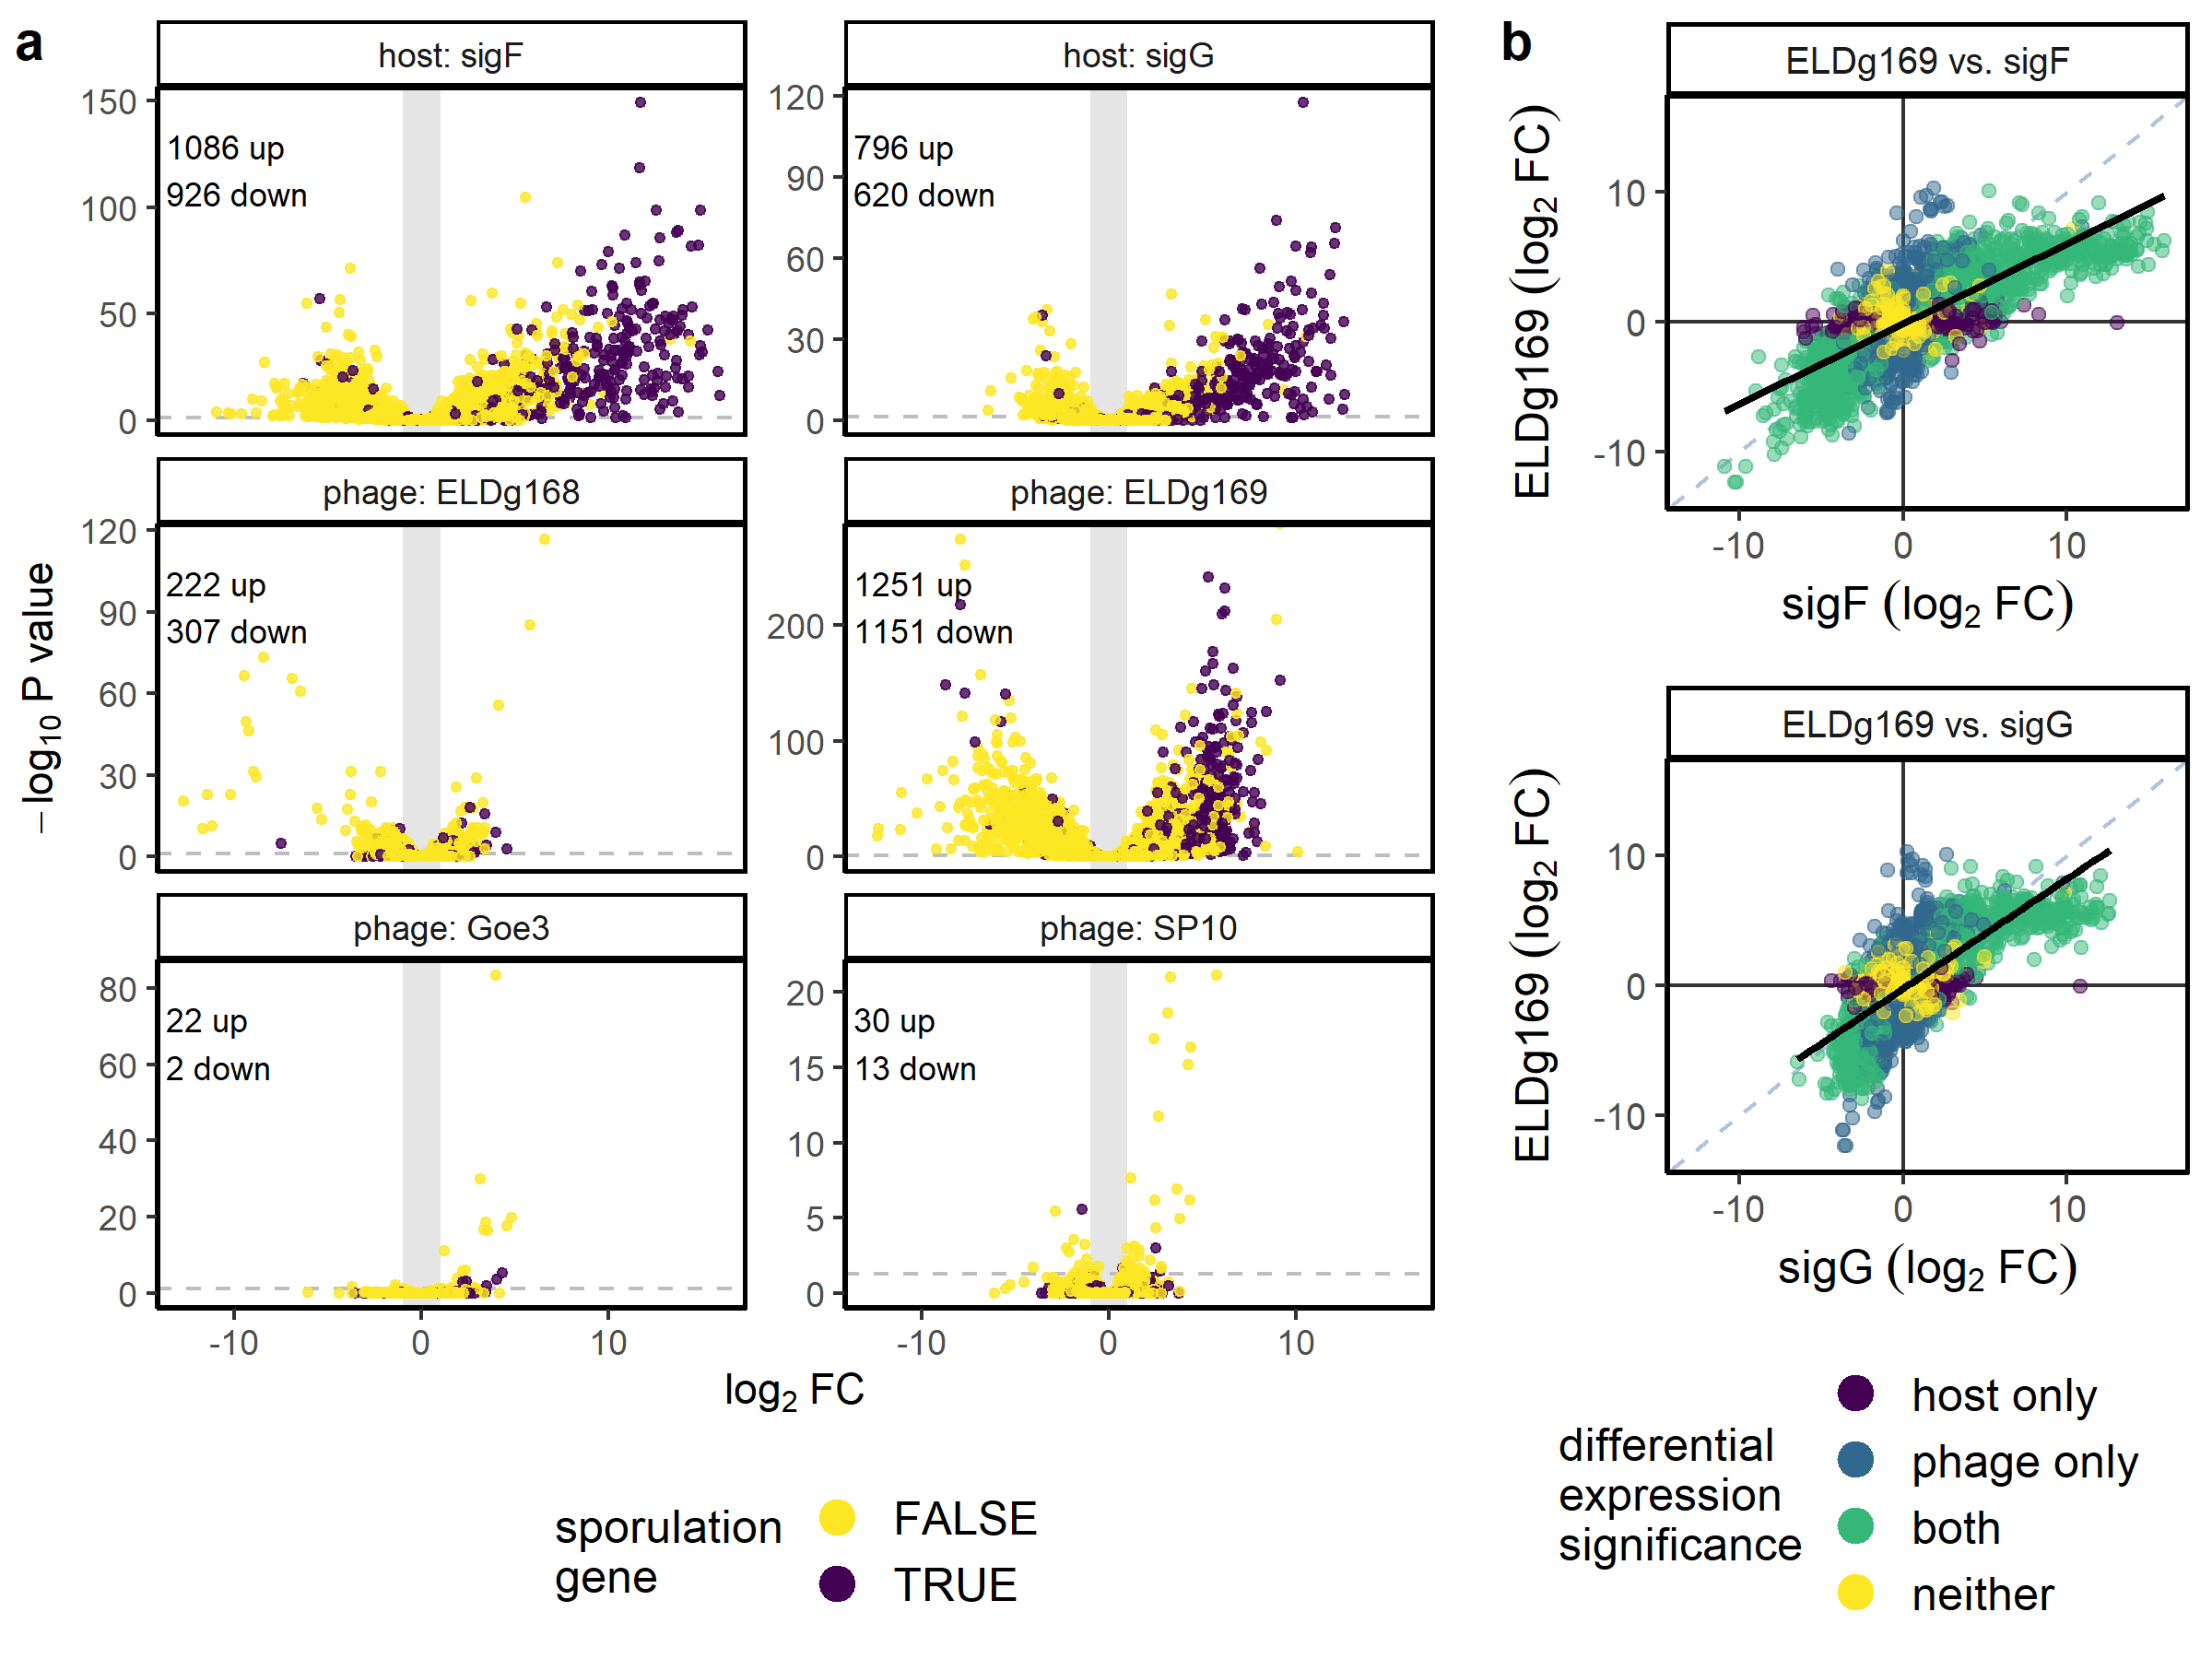 a
host: sigF
150
100
50
0
1086 up
926 down
host: sigG
120
90
60
30
0
796 up
620 down
phage: ELDg168
120
90
60
30
0
222 up
307 down
phage: ELDg169
200
100
0
1251 up
1151 down
phage: Goe3
80
60
40
20
0
22 up
2 down
-10 0 10
phage: SP10
20
15
10
5
0
30 up
13 down
-10 0 10
−log10 P value
log2 FC
sporulation
gene
FALSE
TRUE
b
ELDg169 vs. sigF
10
0
-10
-10 0 10
ELDg169 (log2 FC)
sigF (log2 FC)
ELDg169 vs. sigG
10
0
-10
-10 0 10
ELDg169 (log2 FC)
sigG (log2 FC)
differential
expression
significance
host only
phage only
both
neither